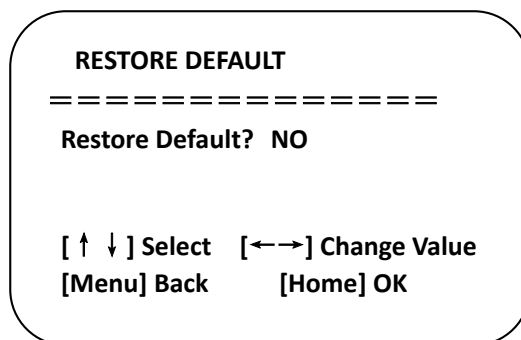 RESTORE DEFAULT
==============
Restore Default? NO
[ ↑ ↓ ] Select [←→] Change Value
[Menu] Back [Home] OK